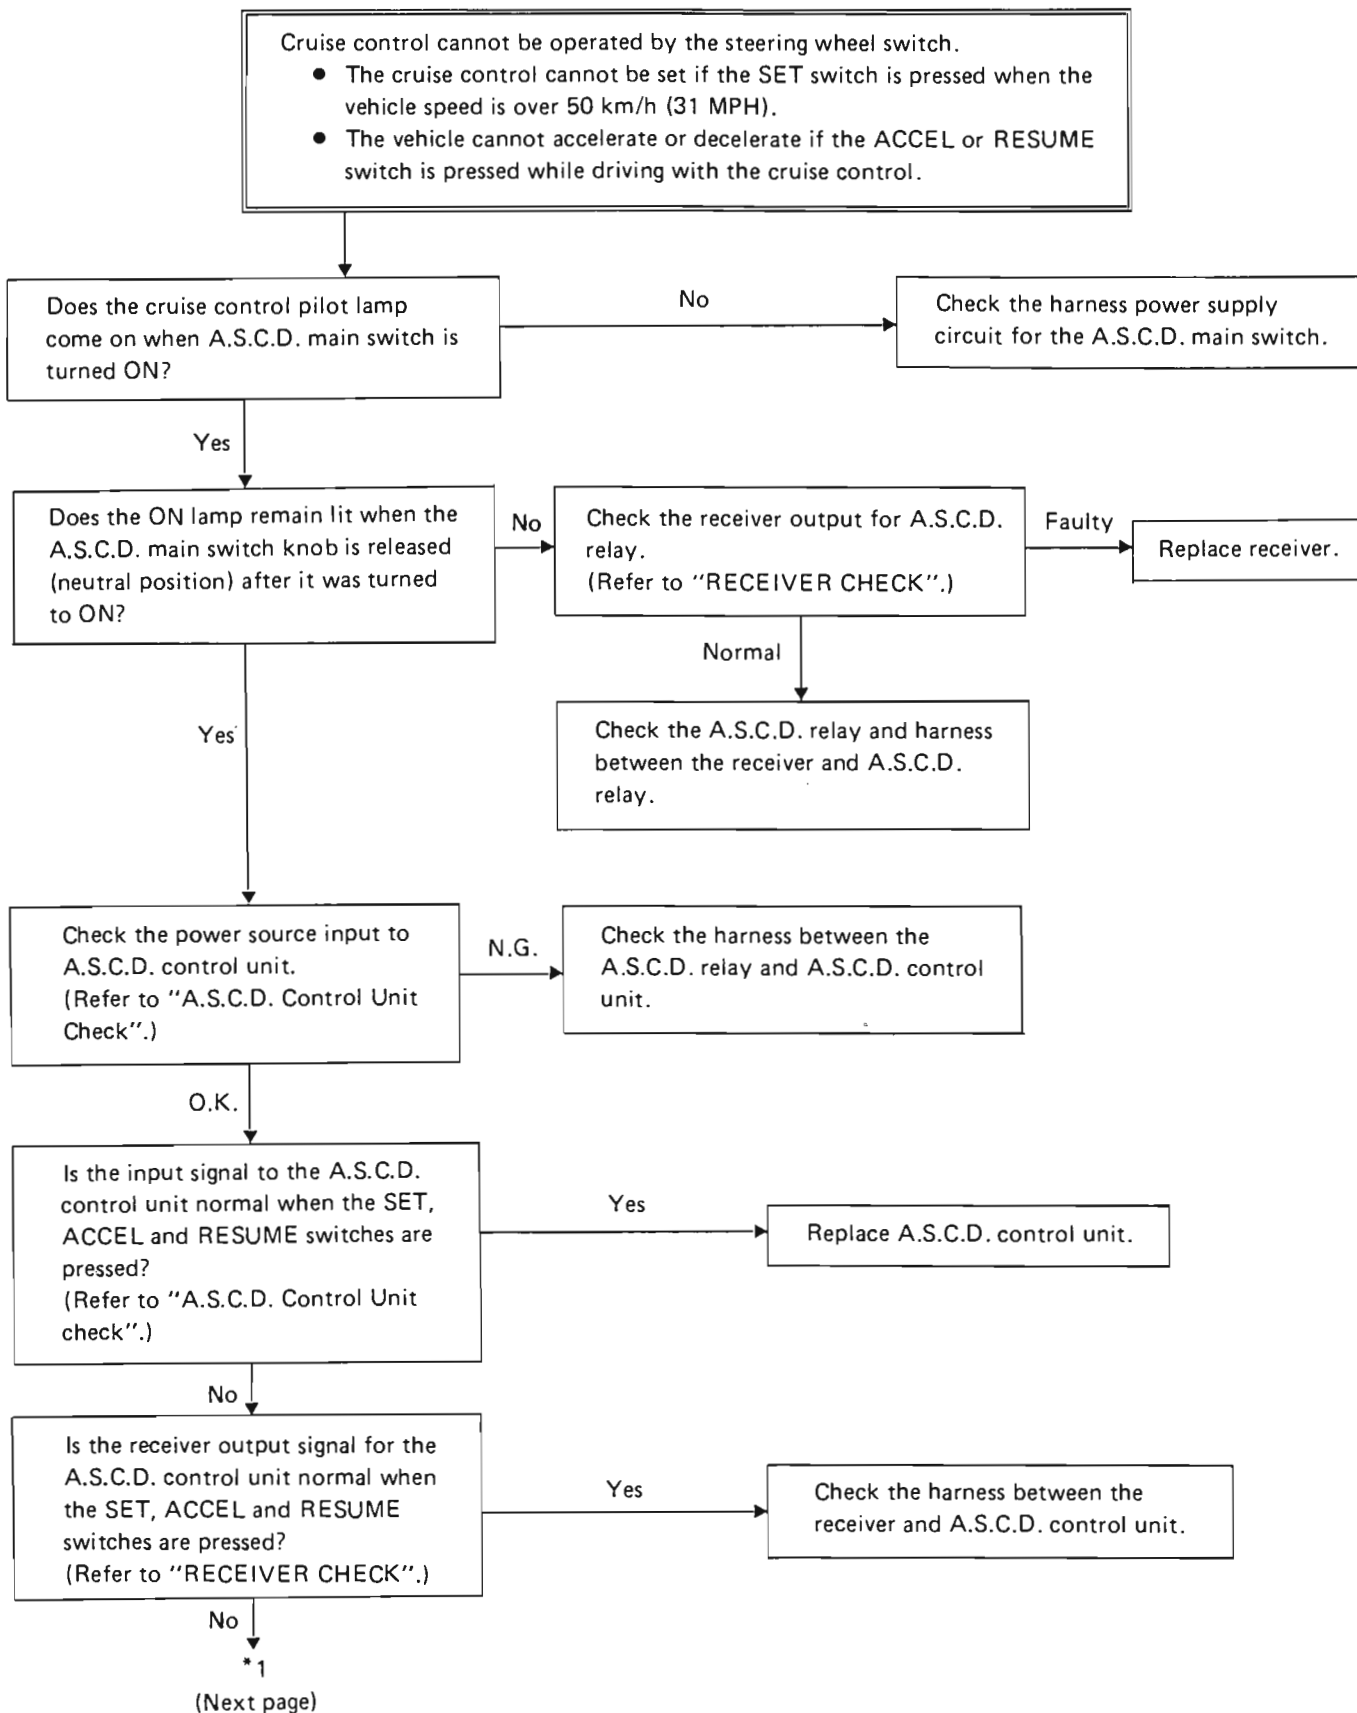 Cruise control cannot be operated by the steering wheel switch.
● The cruise control cannot be set if the SET switch is pressed when the
vehicle speed is over 50 km/h (31 MPH).
● The vehicle cannot accelerate or decelerate if the ACCEL or RESUME
switch is pressed while driving with the cruise control.
Does the cruise control pilot lamp
come on when A.S.C.D. main switch is
turned ON?
No
Check the harness power supply
circuit for the A.S.C.D. main switch.
Yes
Does the ON lamp remain lit when the
A.S.C.D. main switch knob is released
(neutral position) after it was turned
to ON?
No
Check the receiver output for A.S.C.D.
relay.
(Refer to "RECEIVER CHECK".)
Faulty
Replace receiver.
Normal
Check the A.S.C.D. relay and harness
between the receiver and A.S.C.D.
relay.
Yes
Check the power source input to
A.S.C.D. control unit.
(Refer to "A.S.C.D. Control Unit
Check".)
N.G.
Check the harness between the
A.S.C.D. relay and A.S.C.D. control
unit.
O.K.
Is the input signal to the A.S.C.D.
control unit normal when the SET,
ACCEL and RESUME switches are
pressed?
(Refer to "A.S.C.D. Control Unit
check".)
Yes
Replace A.S.C.D. control unit.
No
Is the receiver output signal for the
A.S.C.D. control unit normal when
the SET, ACCEL and RESUME
switches are pressed?
(Refer to "RECEIVER CHECK".)
Yes
Check the harness between the
receiver and A.S.C.D. control unit.
No
*1
(Next page)